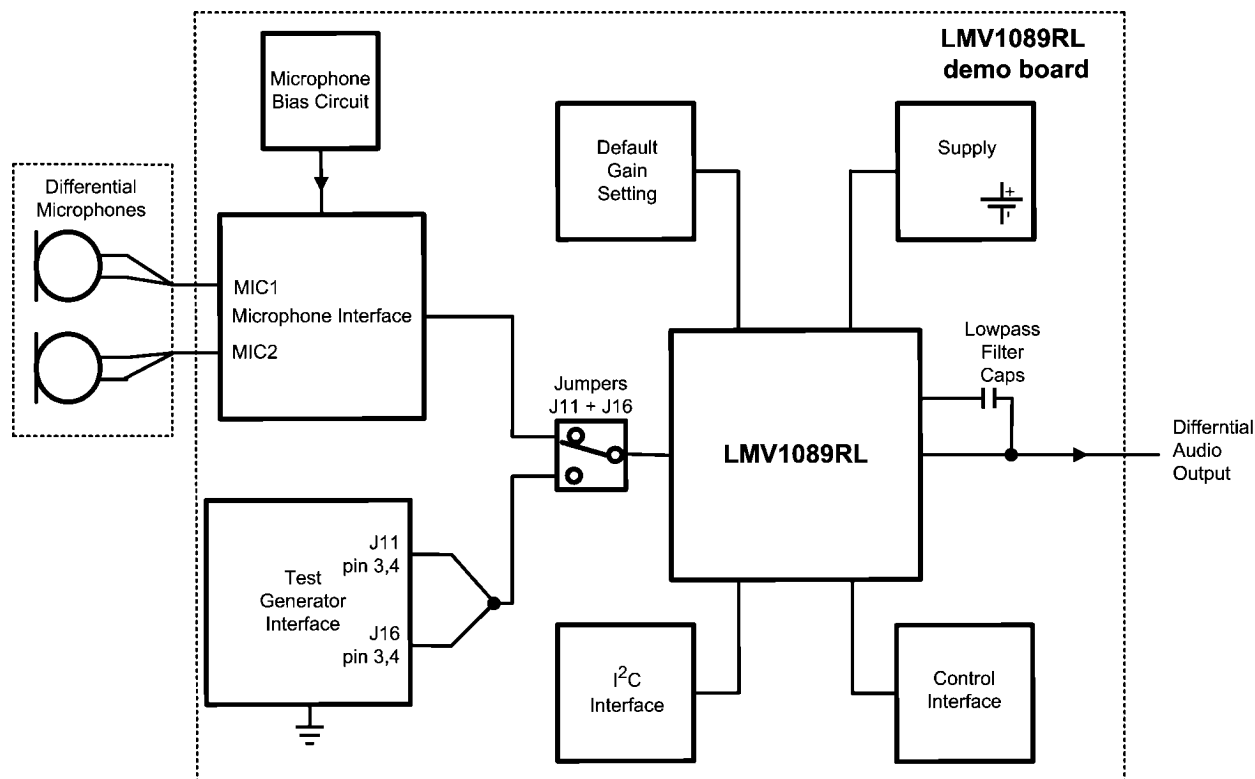 LMV1089RL
demo board
Microphone
Bias Circuit
Default
Gain
Setting
Supply
+
-
Differential
Microphones
MIC1
Microphone Interface
MIC2
Lowpass
Filter
Caps
Jumpers
J11 + J16
LMV1089RL
Differntial
Audio
Output
J11
pin 3,4
Test
Generator
Interface
J16
pin 3,4
I2C
Interface
Control
Interface